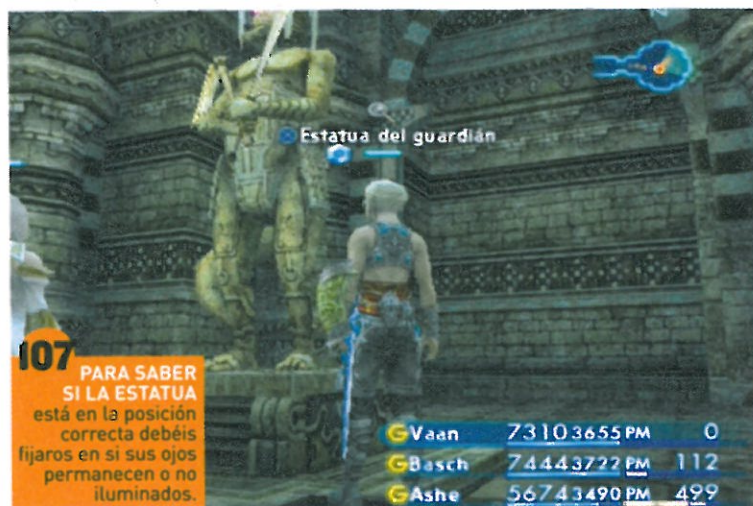 Estatua del guardián
107
PARA SABER
SI LA ESTATUA
está en la posición
correcta debéis
fijaros en si sus ojos
permanecen o no
iluminados.
G Vaan 7310 3655 PM 0
G Basch 7444 3722 PM 112
G Ashe 5674 3490 PM 499